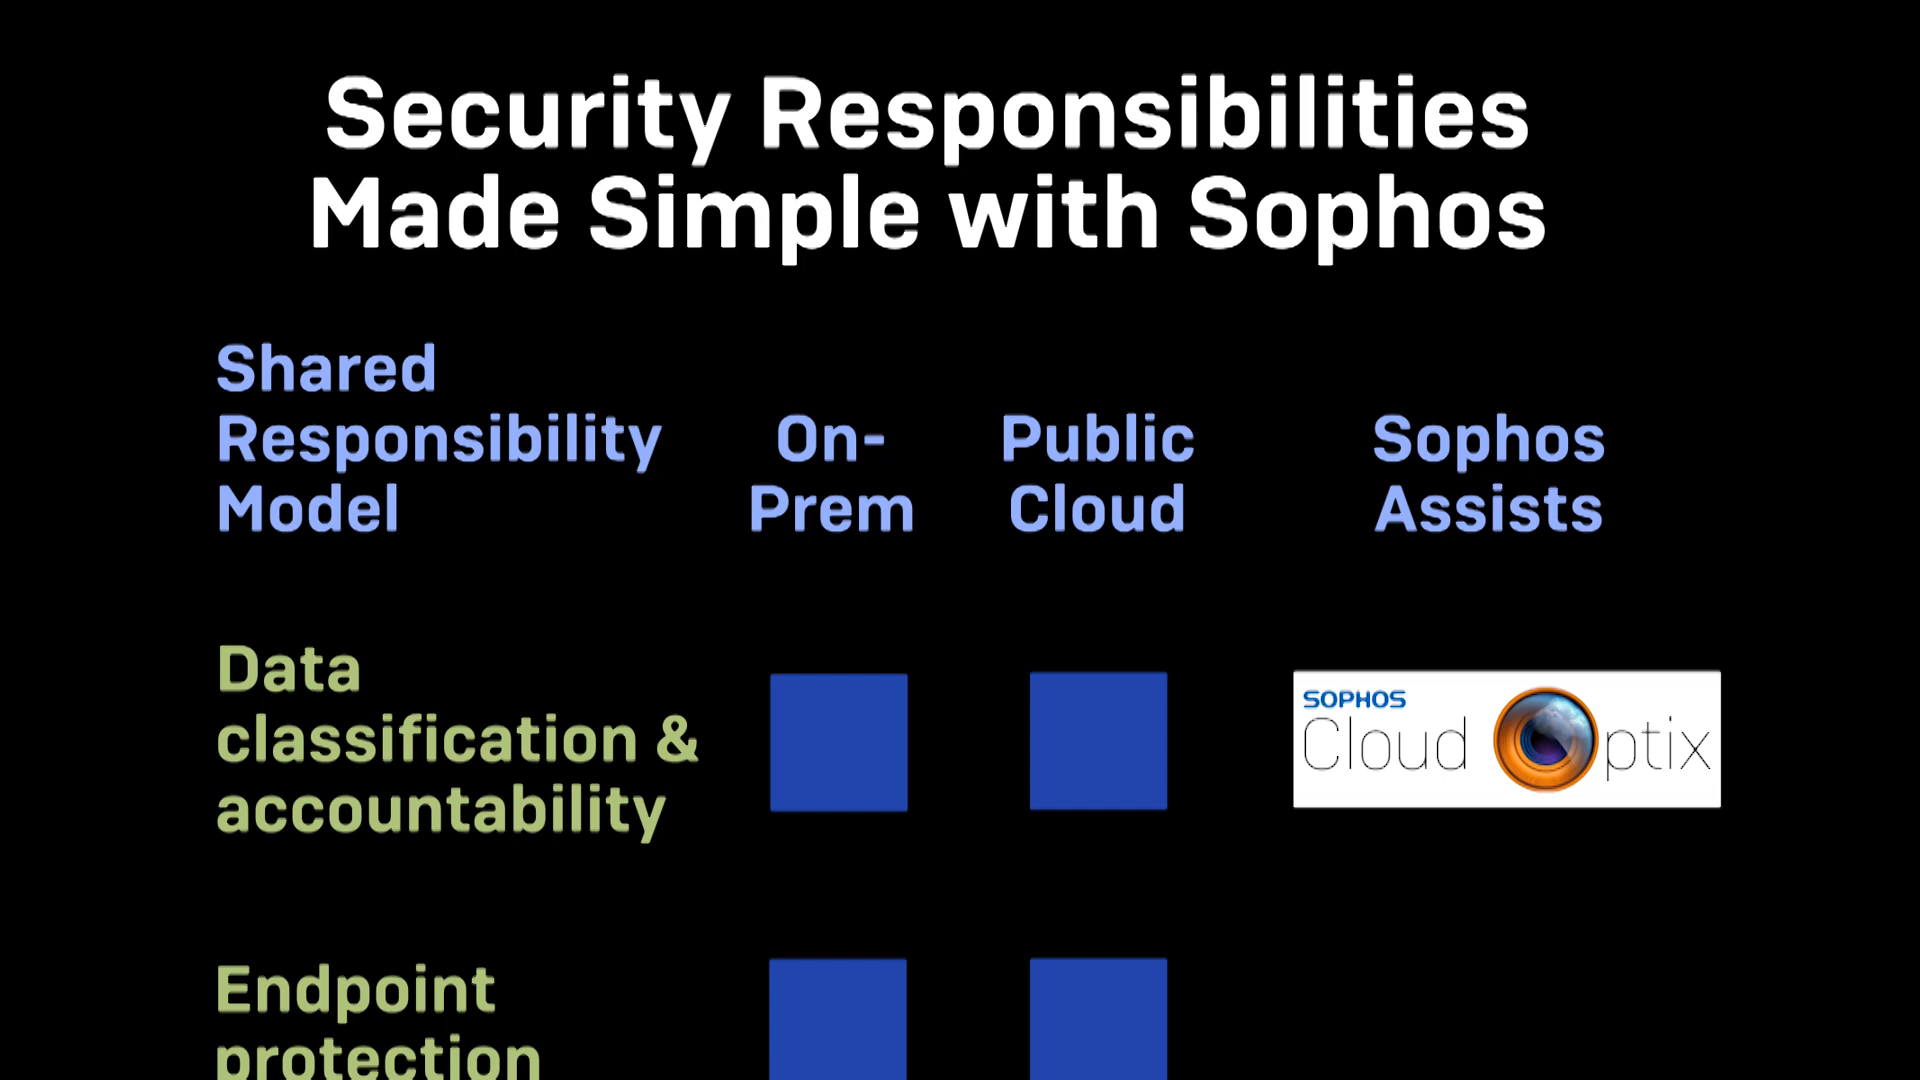 Security Responsibilities
Made Simple with Sophos
Shared
Responsibility
Model
On-
Prem
Public
Cloud
Sophos
Assists
Data
classification &
accountability
SOPHOS
Cloud Optix
Endpoint
protection